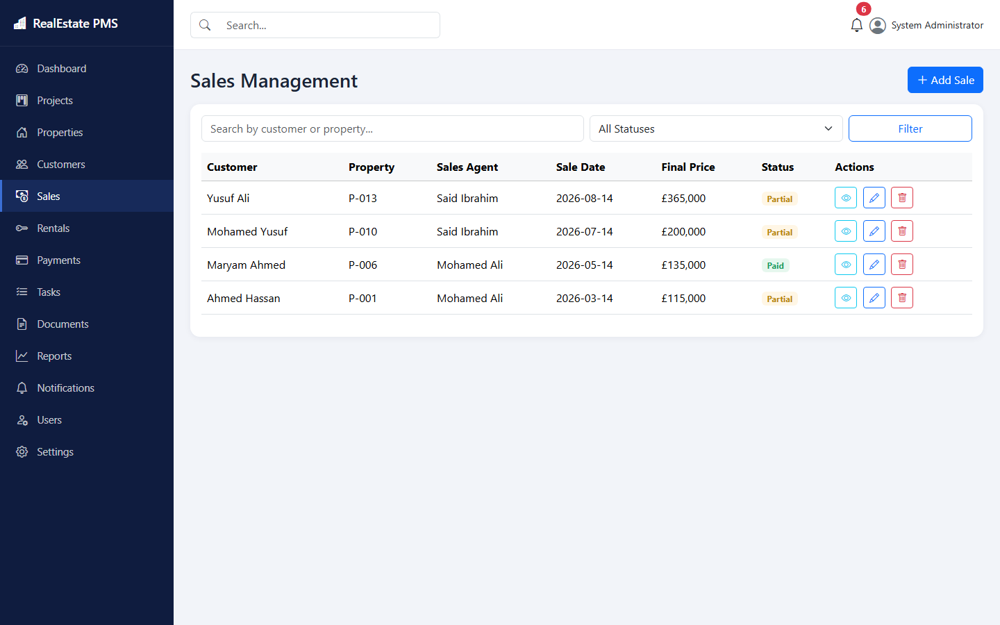 RealEstate PMS
Search...
6
System Administrator
Dashboard
Projects
Properties
Customers
Sales
Rentals
Payments
Tasks
Documents
Reports
Notifications
Users
Settings
Sales Management
Add Sale
Search by customer or property...
All Statuses
Filter
Customer Property Sales Agent Sale Date Final Price Status Actions
Yusuf Ali P-013 Said Ibrahim 2026-08-14 £365,000 Partial
Mohamed Yusuf P-010 Said Ibrahim 2026-07-14 £200,000 Partial
Maryam Ahmed P-006 Mohamed Ali 2026-05-14 £135,000 Paid
Ahmed Hassan P-001 Mohamed Ali 2026-03-14 £115,000 Partial